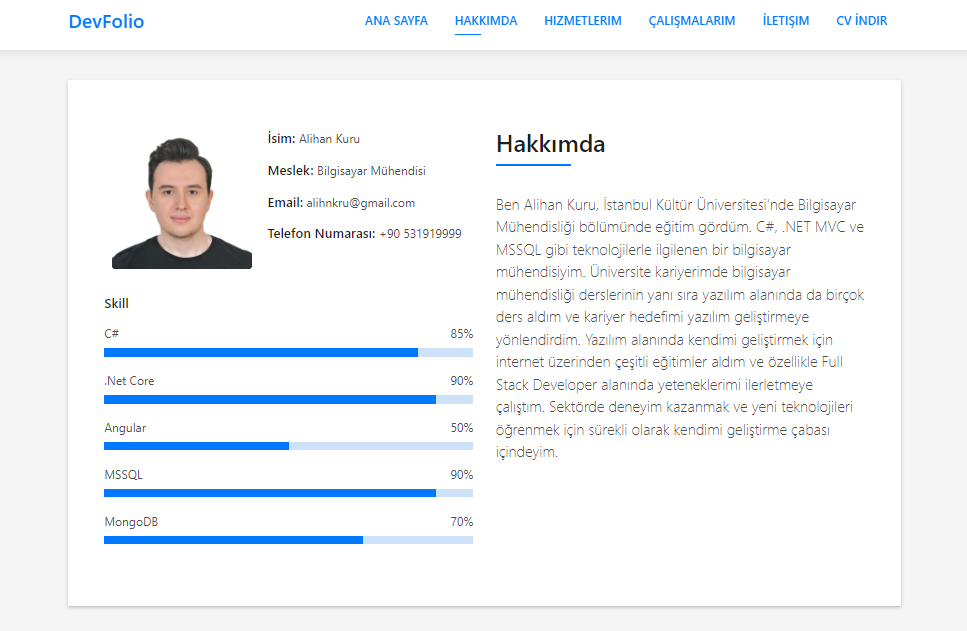 DevFolio
ANA SAYFA HAKKIMDA HIZMETLERIM ÇALIŞMALARIM İLETIŞIM CV İNDIR
İsim: Alihan Kuru
Meslek: Bilgisayar Mühendisi
Email: alihnkru@gmail.com
Telefon Numarası: +90 531919999
Skill
C# 85%
.Net Core 90%
Angular 50%
MSSQL 90%
MongoDB 70%
Hakkımda
Ben Alihan Kuru, İstanbul Kültür Üniversitesi'nde Bilgisayar
Mühendisliği bölümünde eğitim gördüm. C#, .NET MVC ve
MSSQL gibi teknolojilerle ilgilenen bir bilgisayar
mühendisiyim. Üniversite kariyerimde bilgisayar
mühendisliği derslerinin yanı sıra yazılım alanında da birçok
ders aldım ve kariyer hedefimi yazılım geliştirmeye
yönlendirdim. Yazılım alanında kendimi geliştirmek için
internet üzerinden çeşitli eğitimler aldım ve özellikle Full
Stack Developer alanında yeteneklerimi ilerletmeye
çalıştım. Sektörde deneyim kazanmak ve yeni teknolojileri
öğrenmek için sürekli olarak kendimi geliştirme çabası
içindeyim.